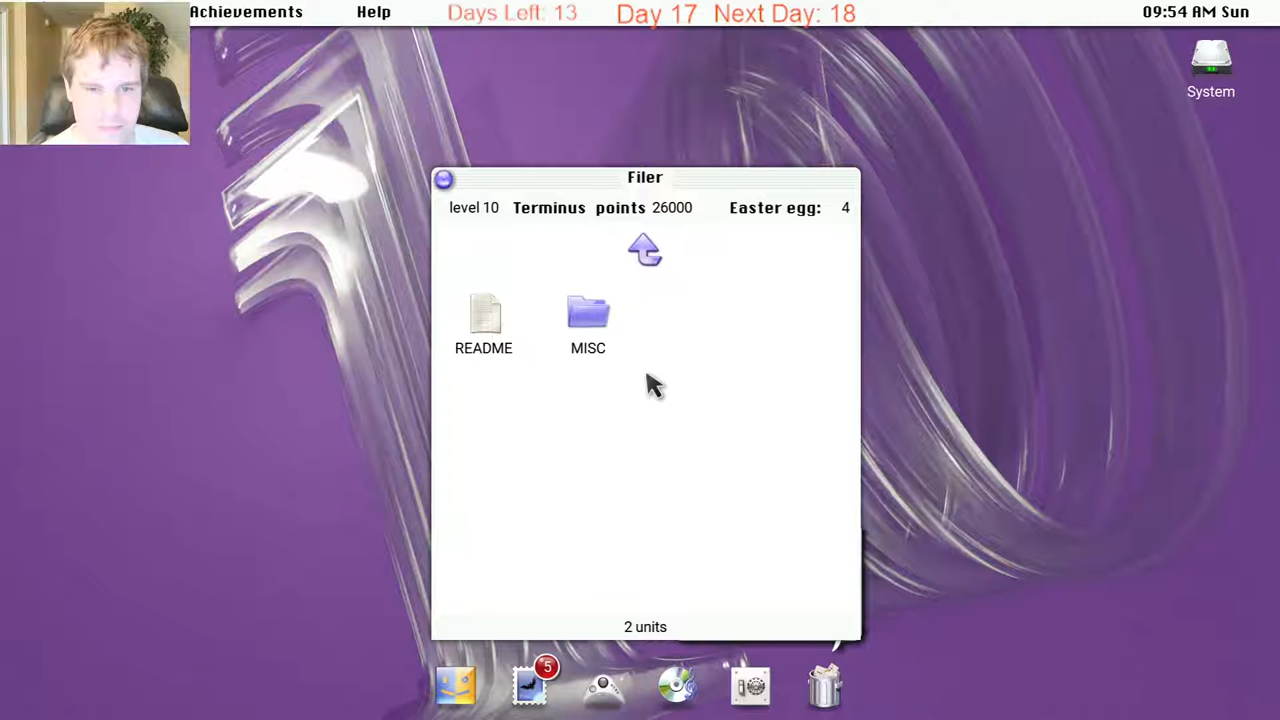 Achievements Help Days Left: 13 Day 17 Next Day: 18 09:54 AM Sun
System
Filer
level 10 Terminus points 26000 Easter egg: 4
README MISC
2 units
5